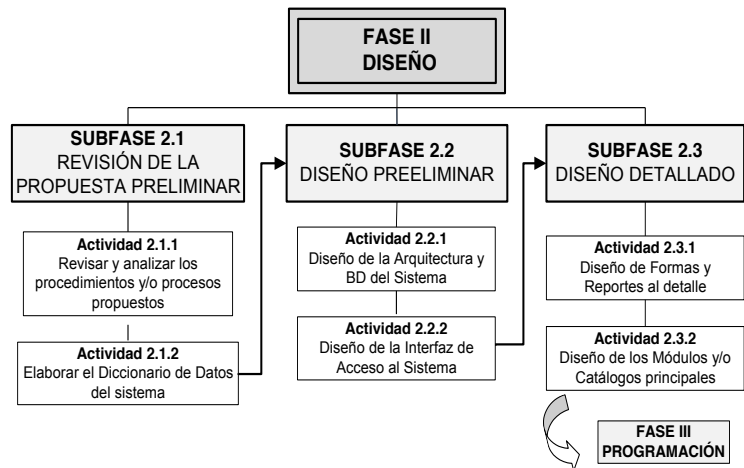 FASE II
DISEÑO
SUBFASE 2.1
REVISIÓN DE LA
PROPUESTA PRELIMINAR
Actividad 2.1.1
Revisar y analizar los
procedimientos y/o procesos
propuestos
Actividad 2.1.2
Elaborar el Diccionario de Datos
del sistema
SUBFASE 2.2
DISEÑO PREELIMINAR
Actividad 2.2.1
Diseño de la Arquitectura y
BD del Sistema
Actividad 2.2.2
Diseño de la Interfaz de
Acceso al Sistema
SUBFASE 2.3
DISEÑO DETALLADO
Actividad 2.3.1
Diseño de Formas y
Reportes al detalle
Actividad 2.3.2
Diseño de los Módulos y/o
Catálogos principales
FASE III
PROGRAMACIÓN